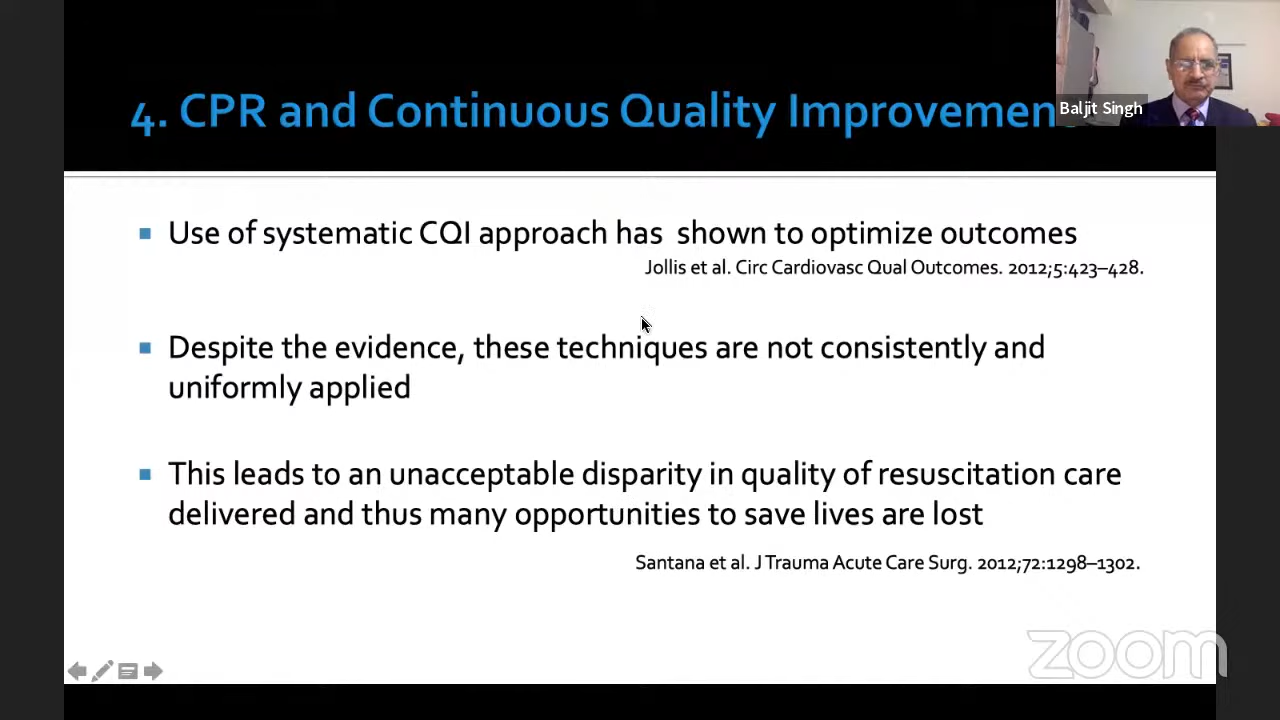 4. CPR and Continuous Quality Improvemen
Baljit Singh
Use of systematic CQI approach has shown to optimize outcomes
Jollis et al. Circ Cardiovasc Qual Outcomes. 2012;5:423–428.
Despite the evidence, these techniques are not consistently and
uniformly applied
This leads to an unacceptable disparity in quality of resuscitation care
delivered and thus many opportunities to save lives are lost
Santana et al. J Trauma Acute Care Surg. 2012;72:1298–1302.
zoom